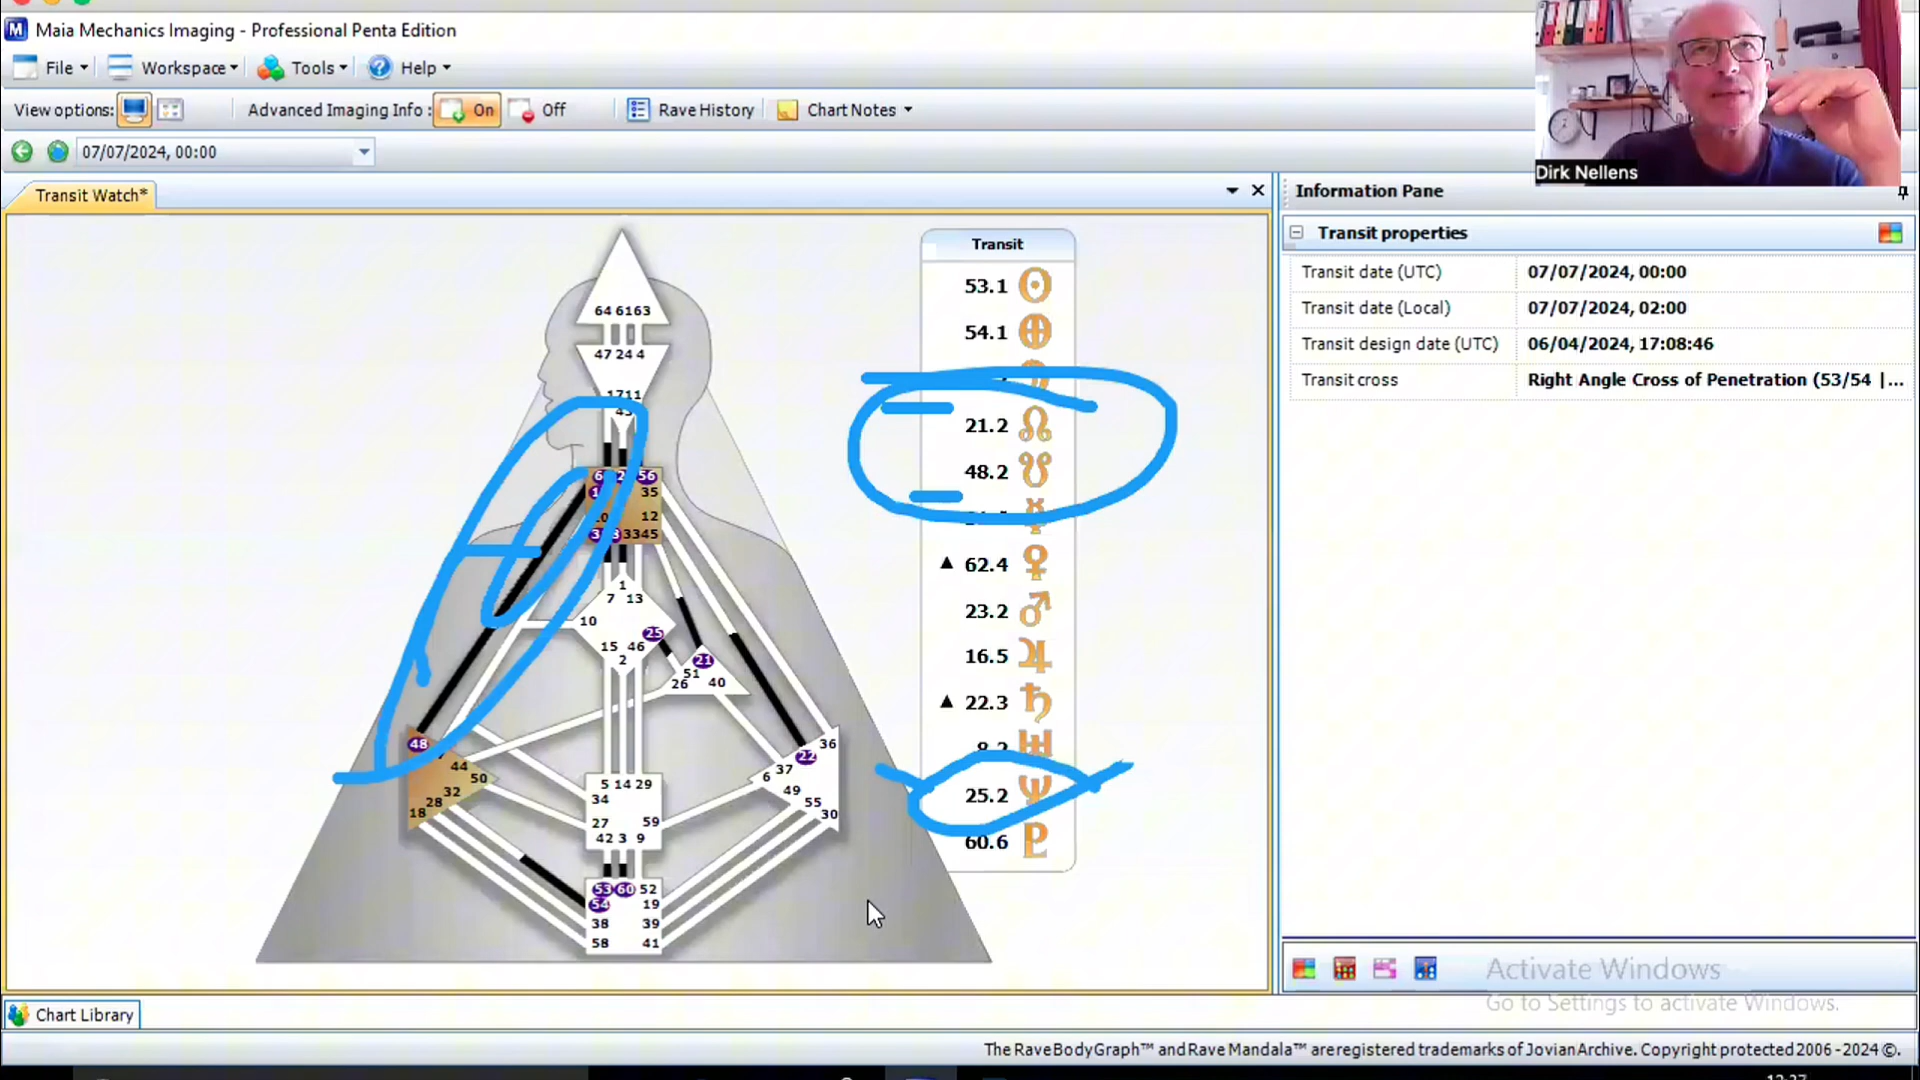 Maia Mechanics Imaging - Professional Penta Edition
File Workspace Tools Help
View options: Advanced Imaging Info : On Off Rave History Chart Notes
07/07/2024, 00:00
Dirk Nellens
Transit Watch*
Information Pane
Transit
Transit properties
64 61 63
47 24 4
17 11
56
35
12
33 45
1
7 13
10
25
15 46
2
21
51
26 40
48
44
50
32
28
18
36
22
37
6
49
55
30
5 14 29
34
27 59
42 3 9
53 60 52
54 19
38 39
58 41
53.1
54.1
21.2
48.2
62.4
23.2
16.5
22.3
8.2
25.2
60.6
Transit date (UTC) 07/07/2024, 00:00
Transit date (Local) 07/07/2024, 02:00
Transit design date (UTC) 06/04/2024, 17:08:46
Transit cross Right Angle Cross of Penetration (53/54 |...
Activate Windows
Go to Settings to activate Windows.
Chart Library
The RaveBodyGraph™ and Rave Mandala™ are registered trademarks of Jovian Archive. Copyright protected 2006 - 2024 ©.